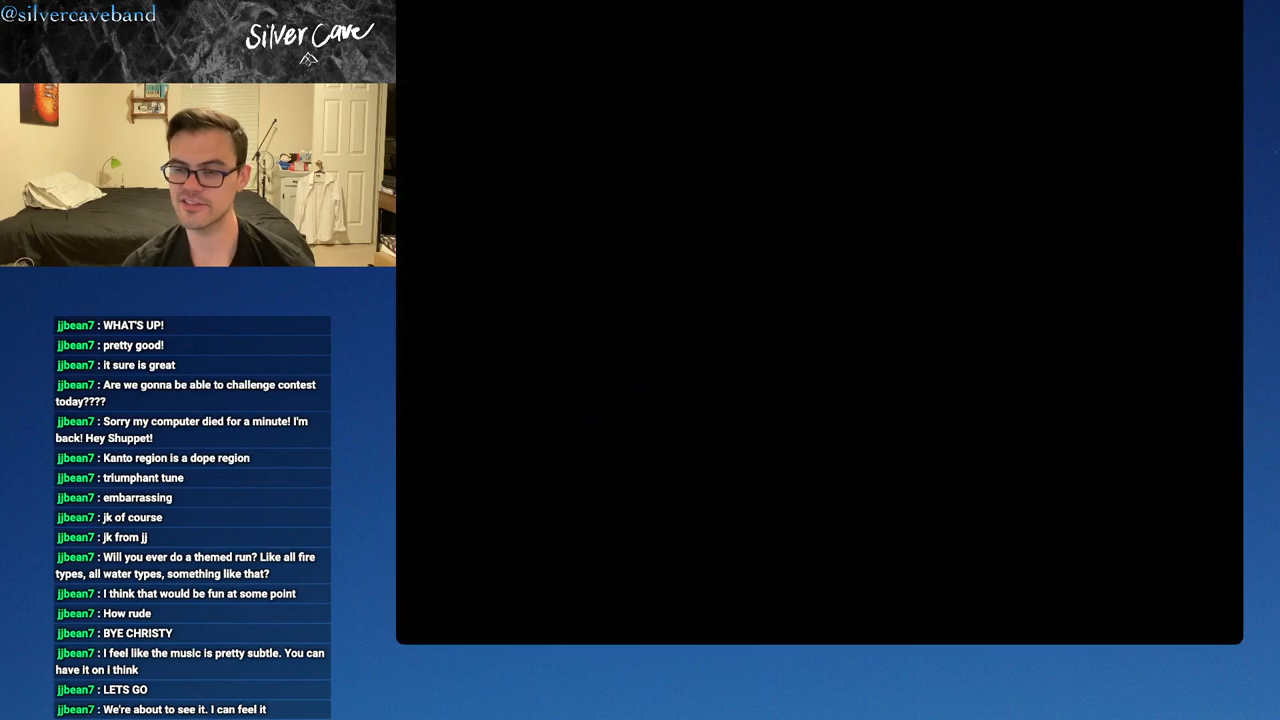 @silvercaveband
Silver Cave
jjbean7 : WHAT'S UP!
jjbean7 : pretty good!
jjbean7 : it sure is great
jjbean7 : Are we gonna be able to challenge contest
today????
jjbean7 : Sorry my computer died for a minute! I'm
back! Hey Shuppet!
jjbean7 : Kanto region is a dope region
jjbean7 : triumphant tune
jjbean7 : embarrassing
jjbean7 : jk of course
jjbean7 : jk from jj
jjbean7 : Will you ever do a themed run? Like all fire
types, all water types, something like that?
jjbean7 : I think that would be fun at some point
jjbean7 : How rude
jjbean7 : BYE CHRISTY
jjbean7 : I feel like the music is pretty subtle. You can
have it on i think
jjbean7 : LETS GO
jjbean7 : We're about to see it. I can feel it